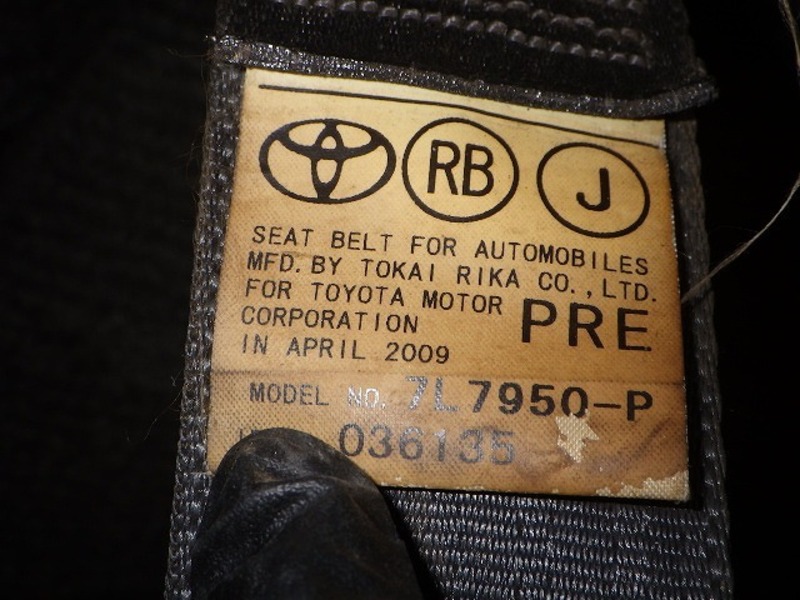 RB J
SEAT BELT FOR AUTOMOBILES
MFD. BY TOKAI RIKA CO., LTD.
FOR TOYOTA MOTOR PRE
CORPORATION
IN APRIL 2009
MODEL NO. 7L7950-P
036135